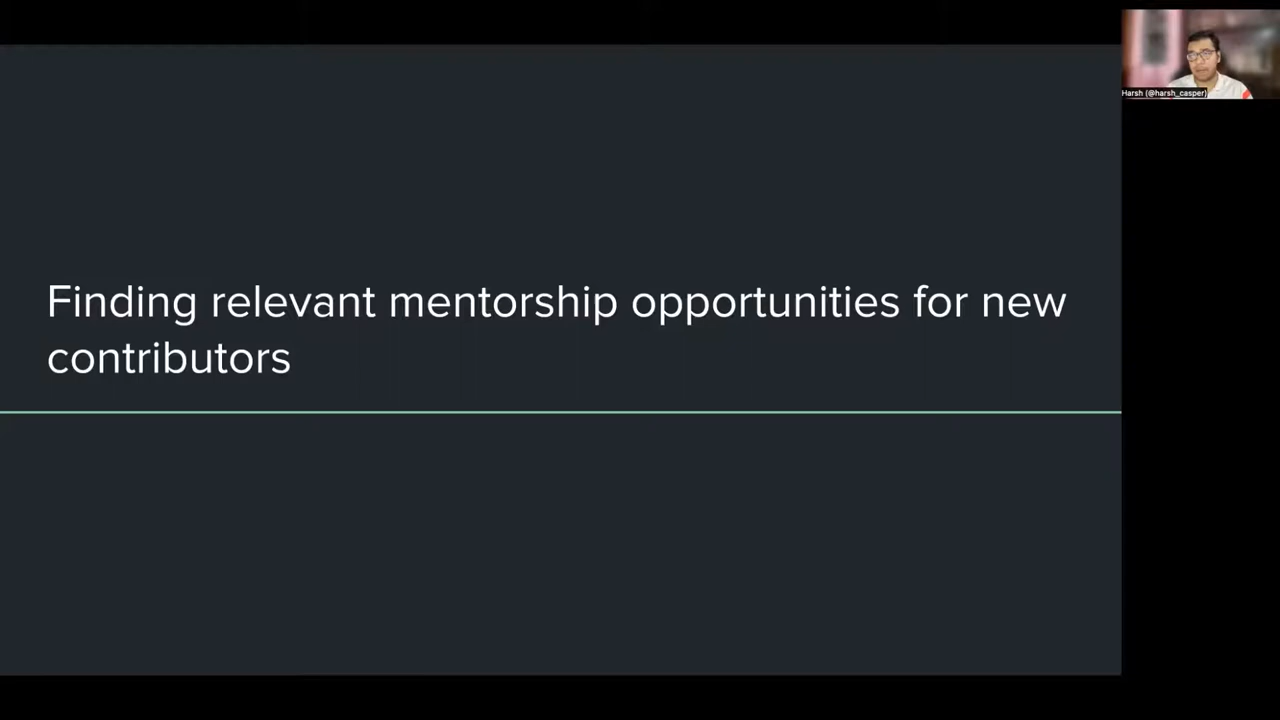 Finding relevant mentorship opportunities for new
contributors
Harsh (@harsh_casper)